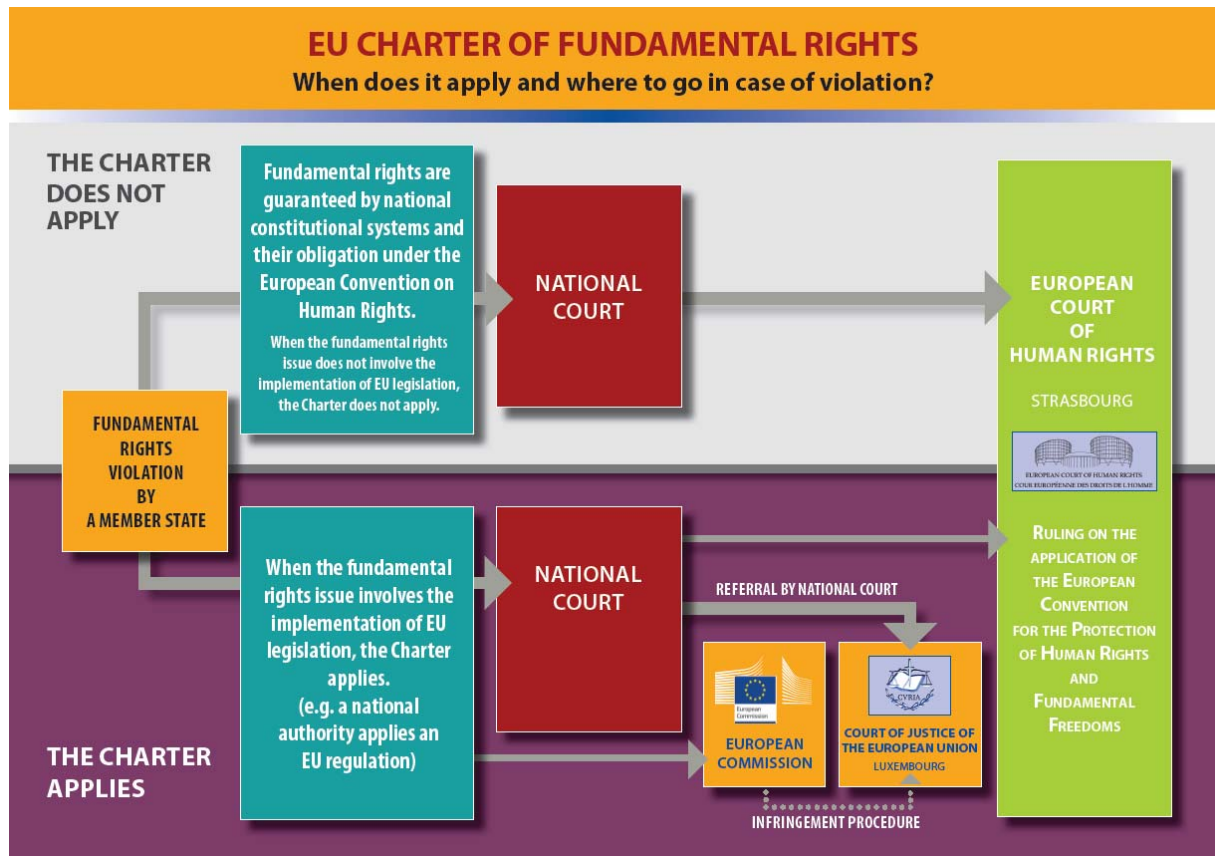 EU CHARTER OF FUNDAMENTAL RIGHTS
When does it apply and where to go in case of violation?
THE CHARTER
DOES NOT
APPLY
Fundamental rights are
guaranteed by national
constitutional systems and
their obligation under the
European Convention on
Human Rights.
When the fundamental rights
issue does not involve the
implementation of EU legislation,
the Charter does not apply.
NATIONAL
COURT
EUROPEAN
COURT
OF
HUMAN RIGHTS
STRASBOURG
EUROPEAN COURT OF HUMAN RIGHTS
COUR EUROPÉENNE DES DROITS DE L'HOMME
RULING ON THE
APPLICATION OF
THE EUROPEAN
CONVENTION
FOR THE PROTECTION
OF HUMAN RIGHTS
AND
FUNDAMENTAL
FREEDOMS
FUNDAMENTAL
RIGHTS
VIOLATION
BY
A MEMBER STATE
When the fundamental
rights issue involves the
implementation of EU
legislation, the Charter
applies.
(e.g. a national
authority applies an
EU regulation)
NATIONAL
COURT
REFERRAL BY NATIONAL COURT
European
Commission
EUROPEAN
COMMISSION
CVRIA
COURT OF JUSTICE OF
THE EUROPEAN UNION
LUXEMBOURG
INFRINGEMENT PROCEDURE
THE CHARTER
APPLIES